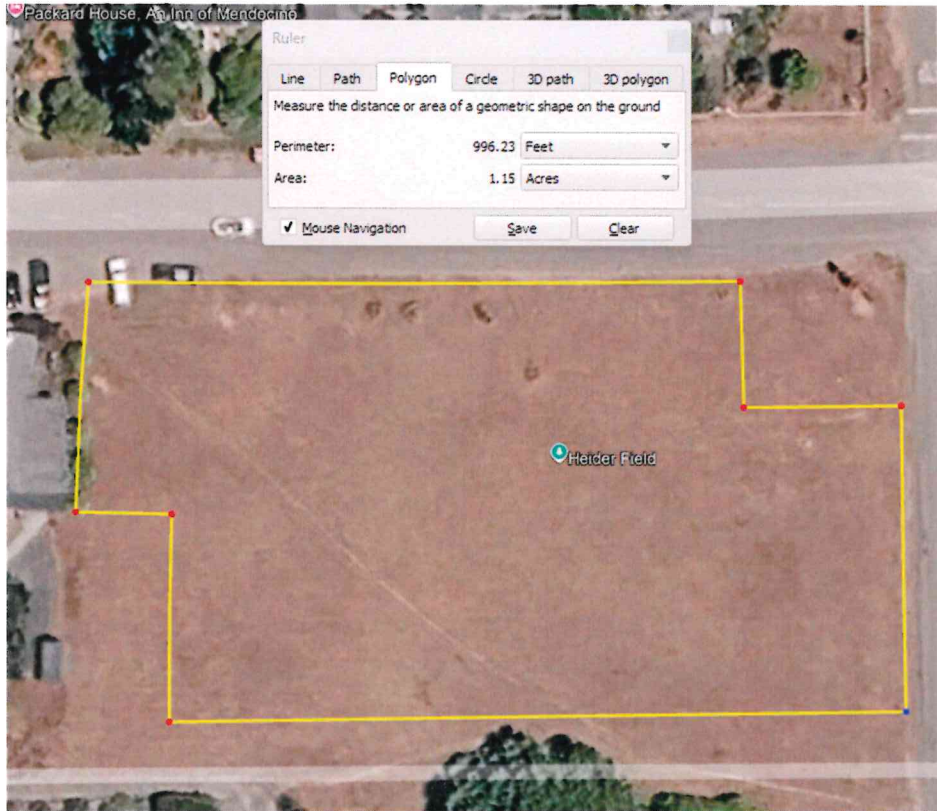 Packard House, An Inn of Mendocino
Ruler
Line Path Polygon Circle 3D path 3D polygon
Measure the distance or area of a geometric shape on the ground
Perimeter: 996.23 Feet
Area: 1.15 Acres
Mouse Navigation Save Clear
Heider Field